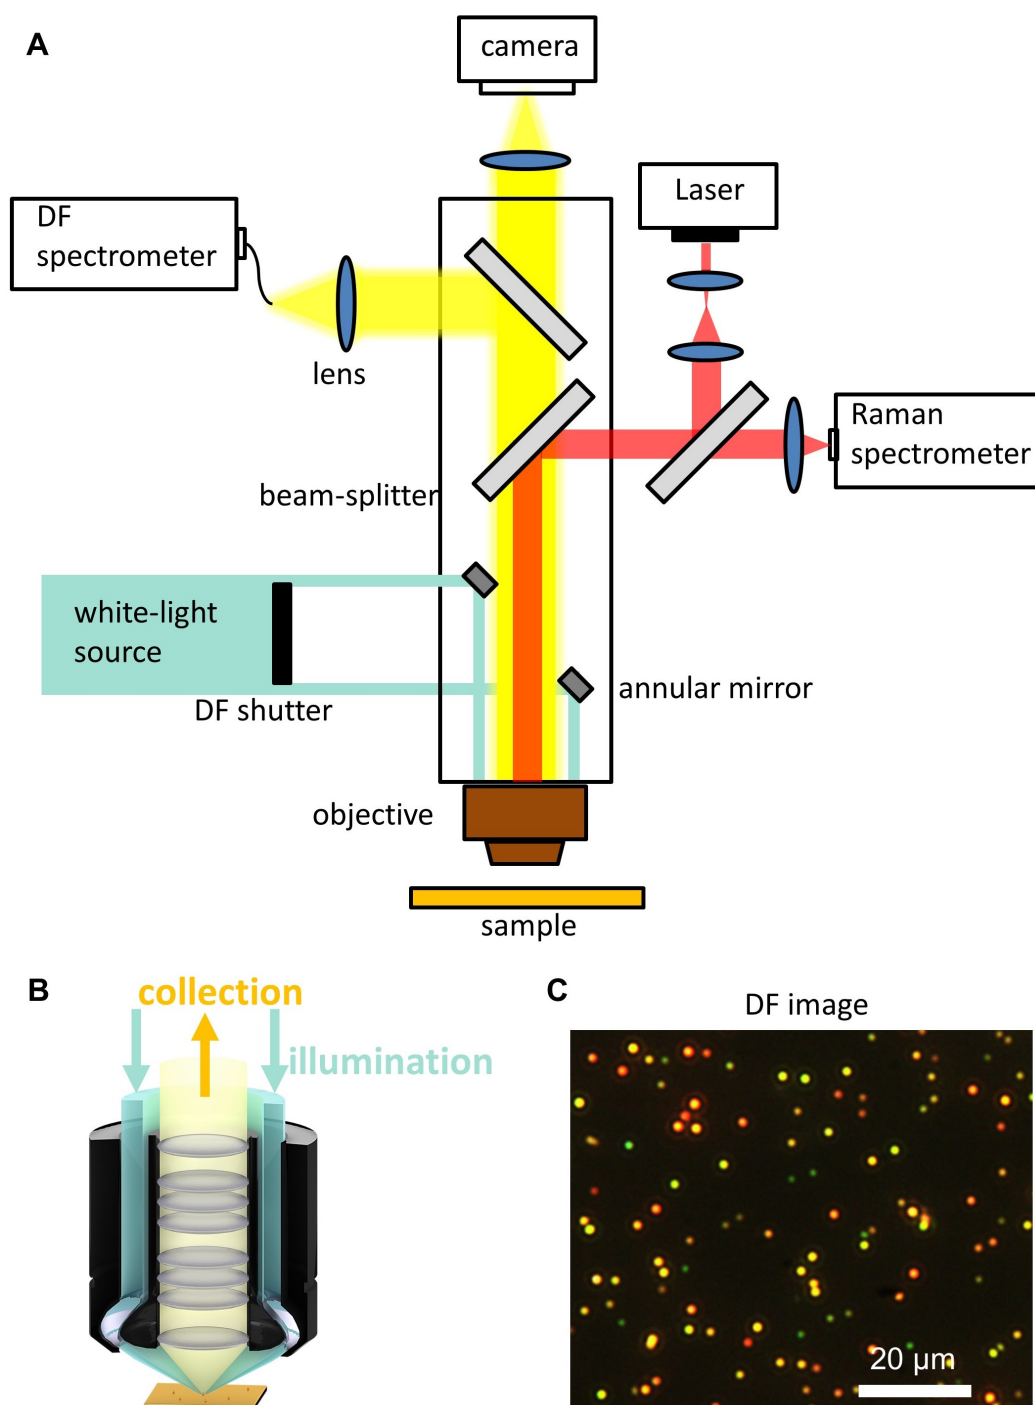 A
camera
Laser
DF
spectrometer
lens
Raman
spectrometer
beam-splitter
white-light
source
DF shutter
annular mirror
objective
sample
B
collection
illumination
C
DF image
20 μm